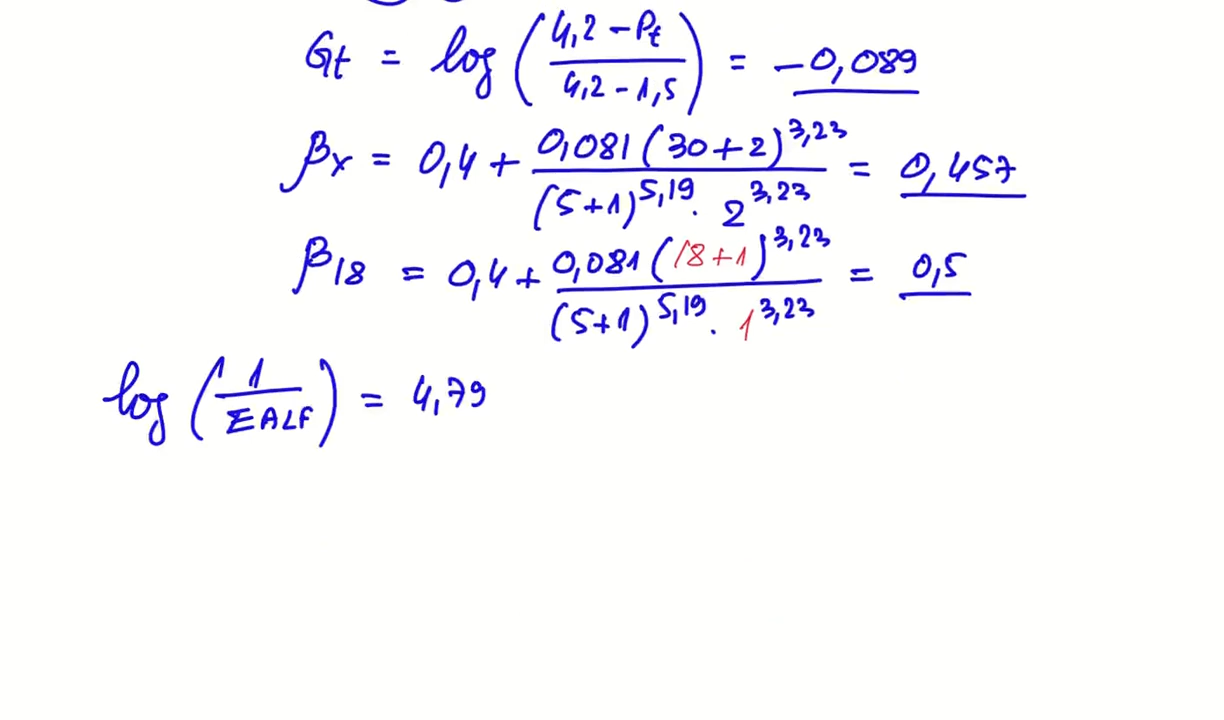 Gt = log ( (4,2 - Pt) / (4,2 - 1,5) ) = -0,089
βx = 0,4 + 0,081 (30+2)^3,23 / (5+1)^5,19 . 2^3,23 = 0,457
β18 = 0,4 + 0,081 (18+1)^3,23 / (5+1)^5,19 . 1^3,23 = 0,5
log ( 1 / EALF ) = 4,79